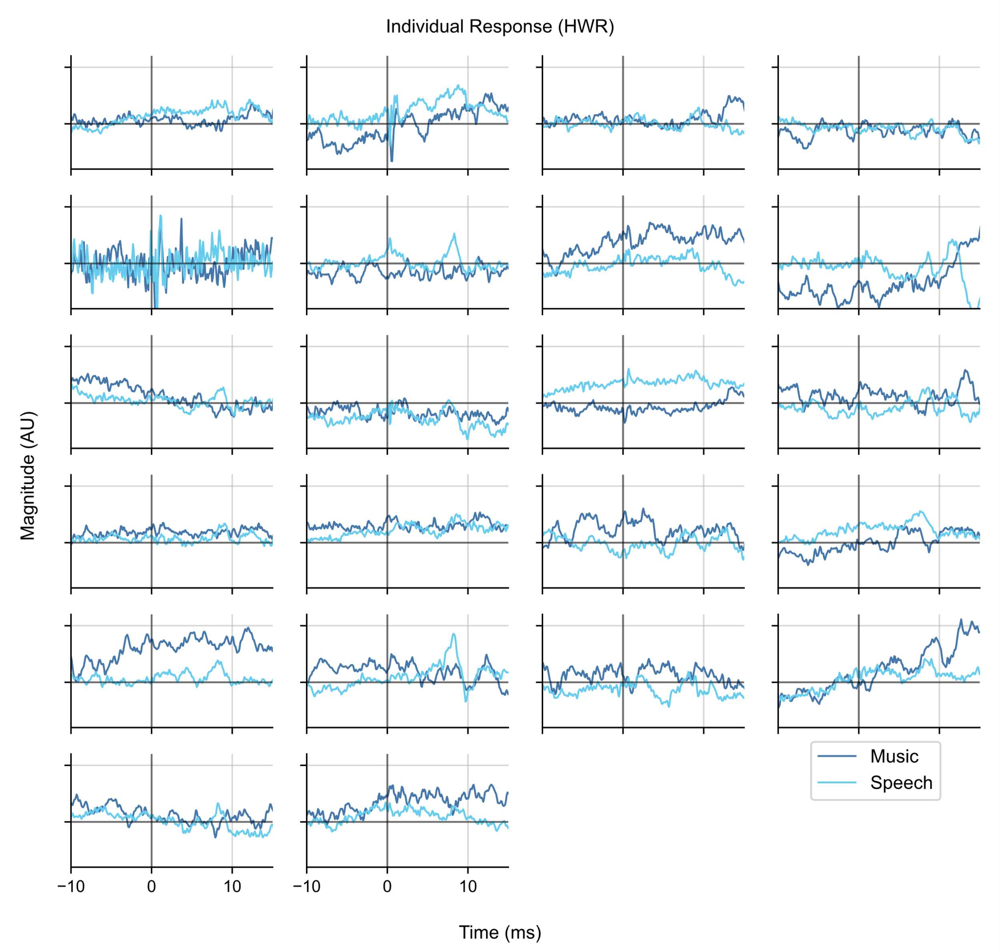 Individual Response (HWR)
Magnitude (AU)
Music
Speech
−10 0 10 −10 0 10
Time (ms)